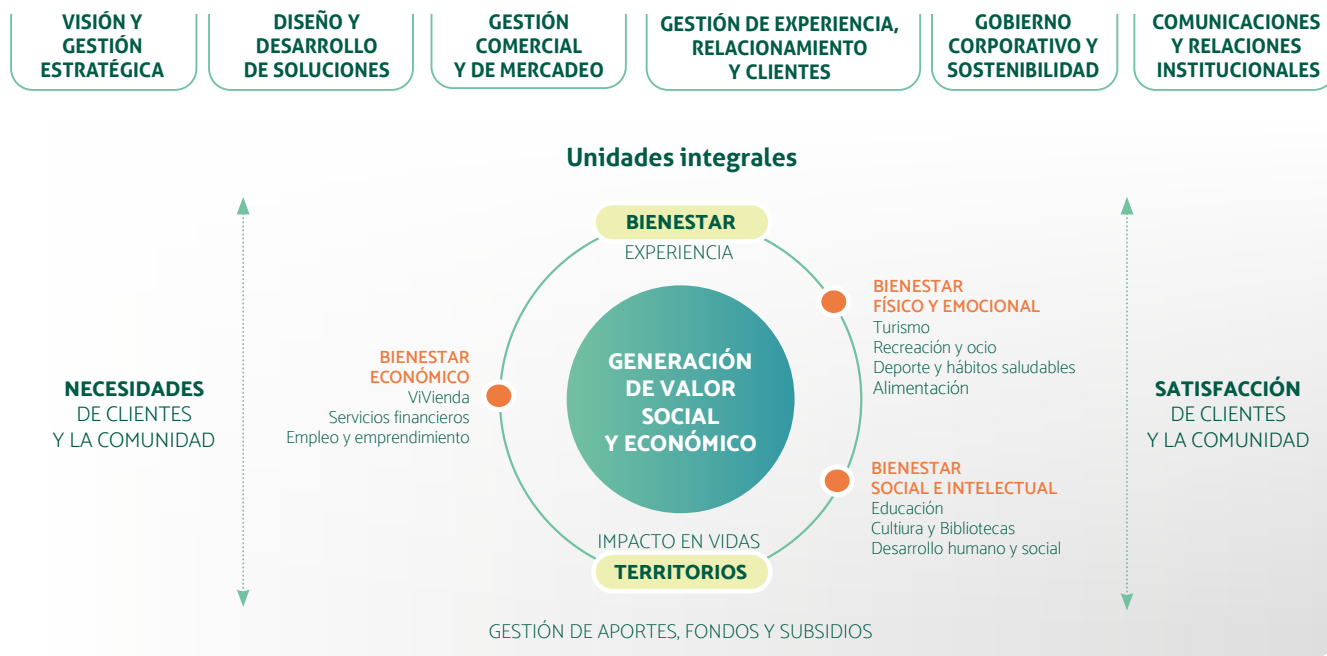 VISIÓN Y
GESTIÓN
ESTRATÉGICA
DISEÑO Y
DESARROLLO
DE SOLUCIONES
GESTIÓN
COMERCIAL
Y DE MERCADEO
GESTIÓN DE EXPERIENCIA,
RELACIONAMIENTO
Y CLIENTES
GOBIERNO
CORPORATIVO Y
SOSTENIBILIDAD
COMUNICACIONES
Y RELACIONES
INSTITUCIONALES
Unidades integrales
BIENESTAR
EXPERIENCIA
NECESIDADES
DE CLIENTES
Y LA COMUNIDAD
BIENESTAR
ECONÓMICO
ViVienda
Servicios financieros
Empleo y emprendimiento
GENERACIÓN
DE VALOR
SOCIAL
Y ECONÓMICO
BIENESTAR
FÍSICO Y EMOCIONAL
Turismo
Recreación y ocio
Deporte y hábitos saludables
Alimentación
BIENESTAR
SOCIAL E INTELECTUAL
Educación
Cultiura y Bibliotecas
Desarrollo humano y social
SATISFACCIÓN
DE CLIENTES
Y LA COMUNIDAD
IMPACTO EN VIDAS
TERRITORIOS
GESTIÓN DE APORTES, FONDOS Y SUBSIDIOS